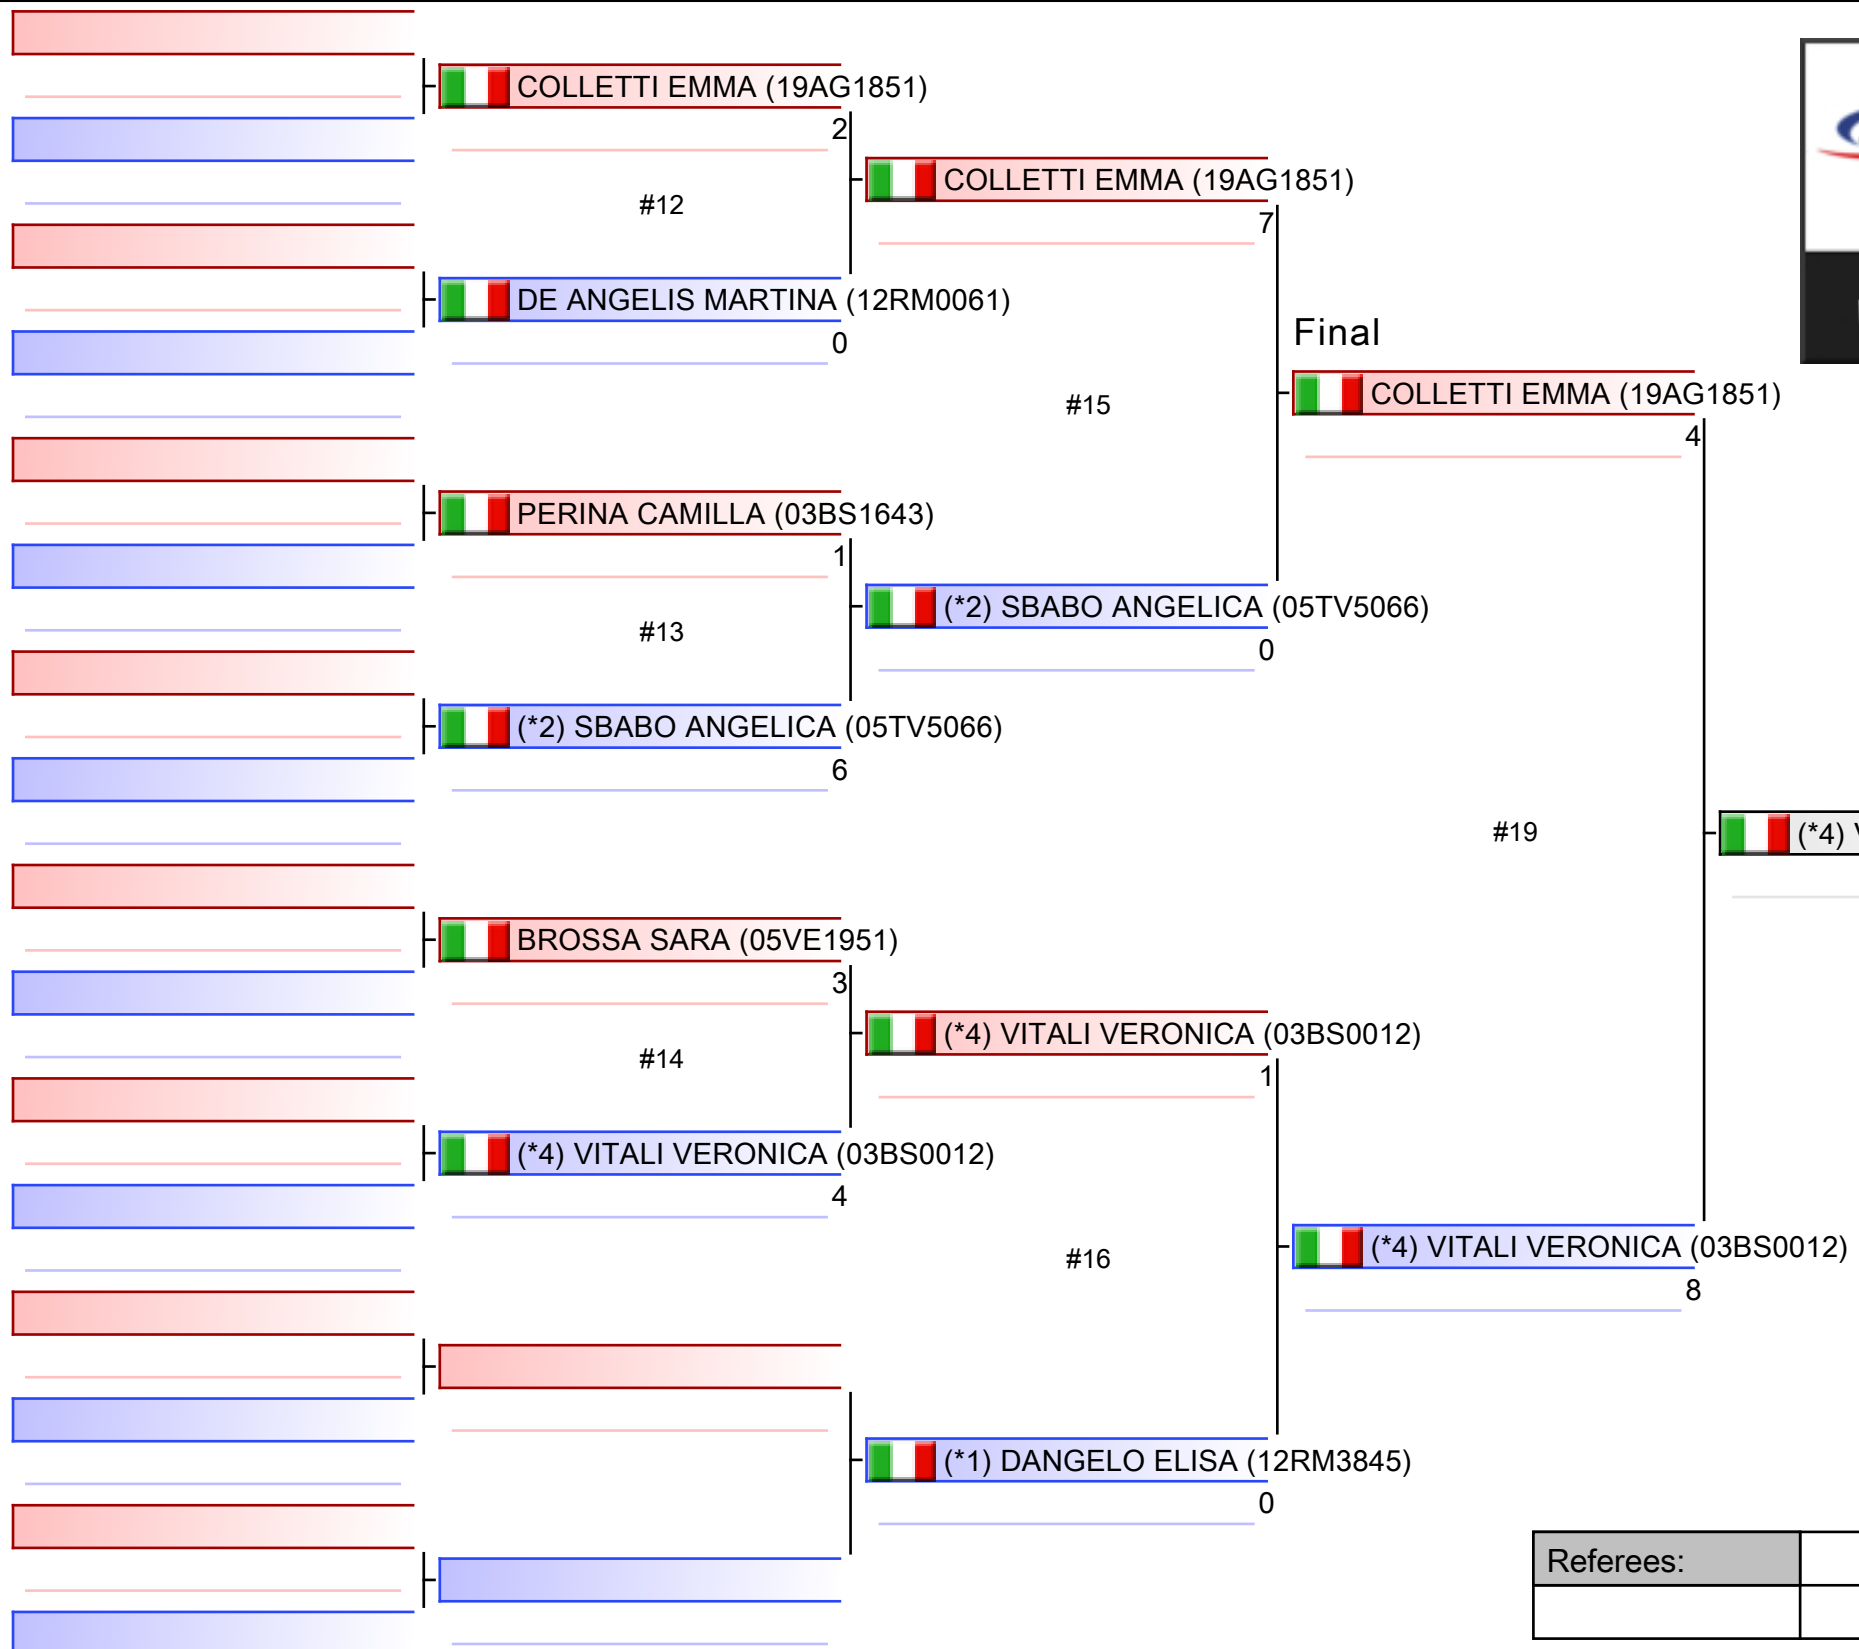 COLLETTI EMMA (19AG1851)
2
#12
DE ANGELIS MARTINA (12RM0061)
0
PERINA CAMILLA (03BS1643)
1
#13
(*2) SBABO ANGELICA (05TV5066)
6
BROSSA SARA (05VE1951)
3
#14
(*4) VITALI VERONICA (03BS0012)
4
COLLETTI EMMA (19AG1851)
7
#15
(*2) SBABO ANGELICA (05TV5066)
0
(*4) VITALI VERONICA (03BS0012)
1
#16
(*1) DANGELO ELISA (12RM3845)
0
Final
COLLETTI EMMA (19AG1851)
4
#19
(*4) VITALI VERONICA (03BS0012)
8
(*4)
Referees: